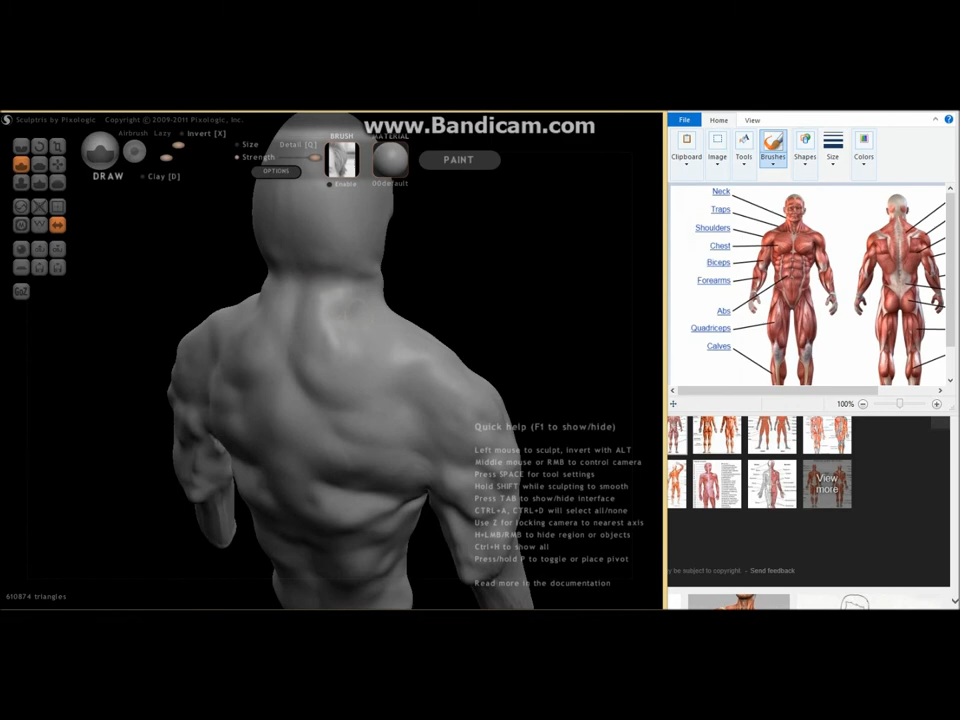 Sculptris by Pixologic Copyright © 2009-2011 Pixologic, Inc.
www.Bandicam.com
Airbrush Lazy Invert [X]
DRAW
Clay [D]
Size Detail [Q]
Strength
OPTIONS
BRUSH
Enable
MATERIAL
00default
PAINT
GoZ
Quick help (F1 to show/hide)
Left mouse to sculpt, invert with ALT
Middle mouse or RMB to control camera
Press SPACE for tool settings
Hold SHIFT while sculpting to smooth
Press TAB to show/hide interface
CTRL+A, CTRL+D will select all/none
Use Z for locking camera to nearest axis
H+LMB/RMB to hide region or objects
Ctrl+H to show all
Press/hold P to toggle or place pivot
Read more in the documentation
610874 triangles
File Home View
Clipboard Image Tools Brushes Shapes Size Colors
Neck
Traps
Shoulders
Chest
Biceps
Forearms
Abs
Quadriceps
Calves
100%
View
more
be subject to copyright. - Send feedback